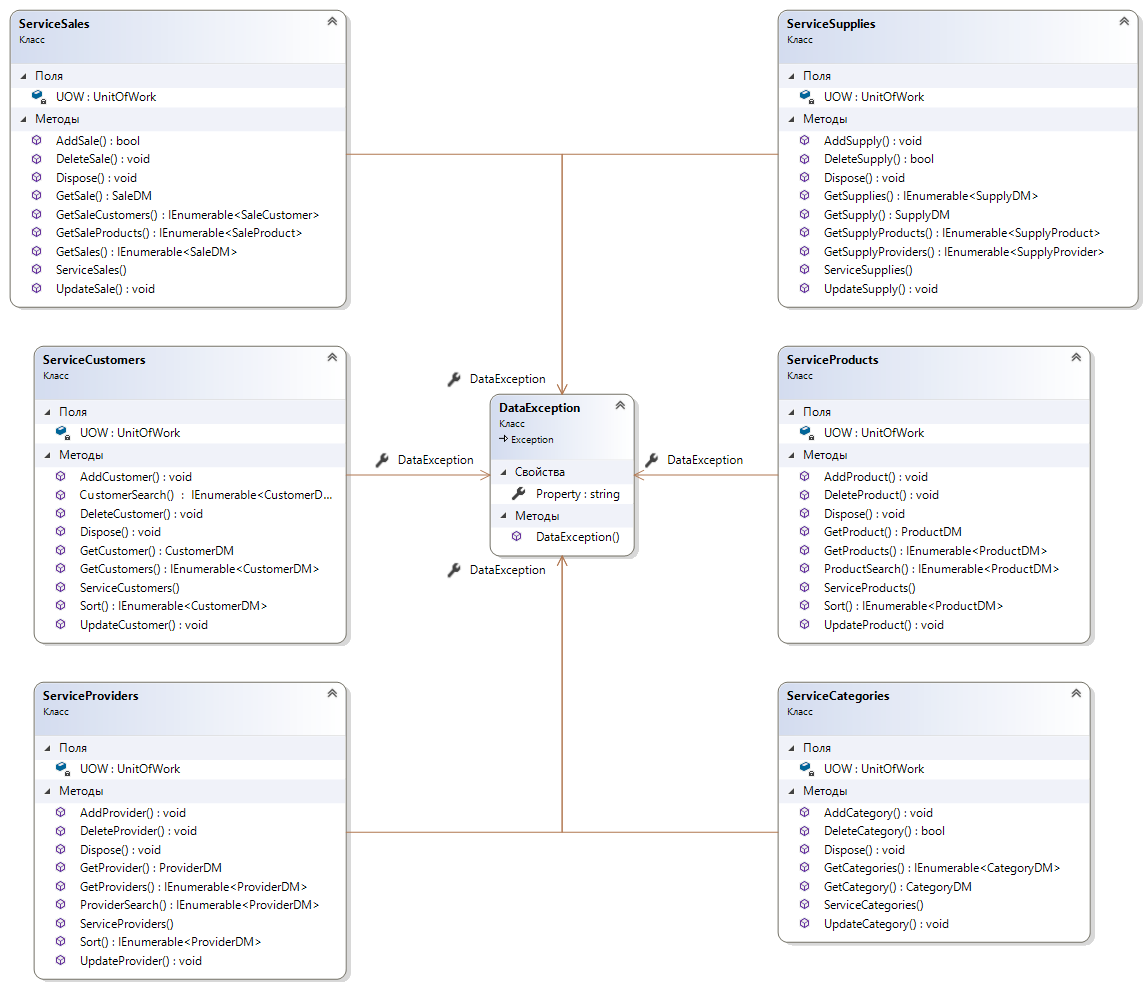 ServiceSales
Класс
Поля
UOW : UnitOfWork
Методы
AddSale() : bool
DeleteSale() : void
Dispose() : void
GetSale() : SaleDM
GetSaleCustomers() : IEnumerable<SaleCustomer>
GetSaleProducts() : IEnumerable<SaleProduct>
GetSales() : IEnumerable<SaleDM>
ServiceSales()
UpdateSale() : void
ServiceSupplies
Класс
Поля
UOW : UnitOfWork
Методы
AddSupply() : void
DeleteSupply() : bool
Dispose() : void
GetSupplies() : IEnumerable<SupplyDM>
GetSupply() : SupplyDM
GetSupplyProducts() : IEnumerable<SupplyProduct>
GetSupplyProviders() : IEnumerable<SupplyProvider>
ServiceSupplies()
UpdateSupply() : void
ServiceCustomers
Класс
Поля
UOW : UnitOfWork
Методы
AddCustomer() : void
CustomerSearch() : IEnumerable<CustomerD...
DeleteCustomer() : void
Dispose() : void
GetCustomer() : CustomerDM
GetCustomers() : IEnumerable<CustomerDM>
ServiceCustomers()
Sort() : IEnumerable<CustomerDM>
UpdateCustomer() : void
DataException
DataException
DataException
Класс
Exception
Свойства
Property : string
Методы
DataException()
DataException
DataException
ServiceProducts
Класс
Поля
UOW : UnitOfWork
Методы
AddProduct() : void
DeleteProduct() : void
Dispose() : void
GetProduct() : ProductDM
GetProducts() : IEnumerable<ProductDM>
ProductSearch() : IEnumerable<ProductDM>
ServiceProducts()
Sort() : IEnumerable<ProductDM>
UpdateProduct() : void
ServiceProviders
Класс
Поля
UOW : UnitOfWork
Методы
AddProvider() : void
DeleteProvider() : void
Dispose() : void
GetProvider() : ProviderDM
GetProviders() : IEnumerable<ProviderDM>
ProviderSearch() : IEnumerable<ProviderDM>
ServiceProviders()
Sort() : IEnumerable<ProviderDM>
UpdateProvider() : void
ServiceCategories
Класс
Поля
UOW : UnitOfWork
Методы
AddCategory() : void
DeleteCategory() : bool
Dispose() : void
GetCategories() : IEnumerable<CategoryDM>
GetCategory() : CategoryDM
ServiceCategories()
UpdateCategory() : void